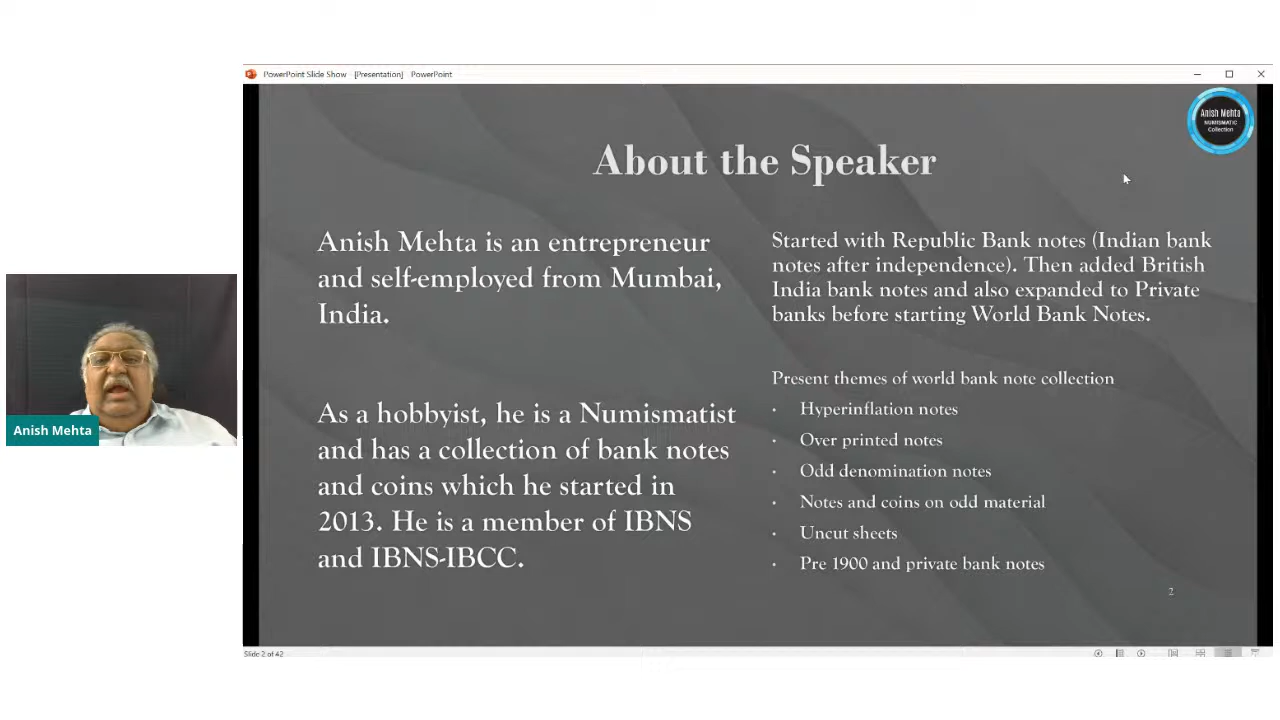 PowerPoint Slide Show - [Presentation] - PowerPoint
Anish Mehta
NUMISMATIC
Collection
About the Speaker
Anish Mehta is an entrepreneur
and self-employed from Mumbai,
India.
As a hobbyist, he is a Numismatist
and has a collection of bank notes
and coins which he started in
2013. He is a member of IBNS
and IBNS-IBCC.
Started with Republic Bank notes (Indian bank
notes after independence). Then added British
India bank notes and also expanded to Private
banks before starting World Bank Notes.
Present themes of world bank note collection
• Hyperinflation notes
• Over printed notes
• Odd denomination notes
• Notes and coins on odd material
• Uncut sheets
• Pre 1900 and private bank notes
2
Anish Mehta
Slide 2 of 42